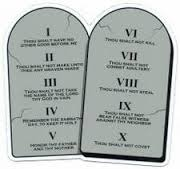 I
THOU SHALT HAVE NO
OTHER GODS BEFORE ME
II
THOU SHALT NOT MAKE UNTO
THEE ANY GRAVEN IMAGE
III
THOU SHALT NOT TAKE
THE NAME OF THE LORD
THY GOD IN VAIN
IV
REMEMBER THE SABBATH
DAY, TO KEEP IT HOLY
V
HONOR THY FATHER
AND THY MOTHER
VI
THOU SHALT NOT KILL
VII
THOU SHALT NOT
COMMIT ADULTERY
VIII
THOU SHALT NOT STEAL
IX
THOU SHALT NOT
BEAR FALSE WITNESS
AGAINST THY NEIGHBOR
X
THOU SHALT NOT COVET